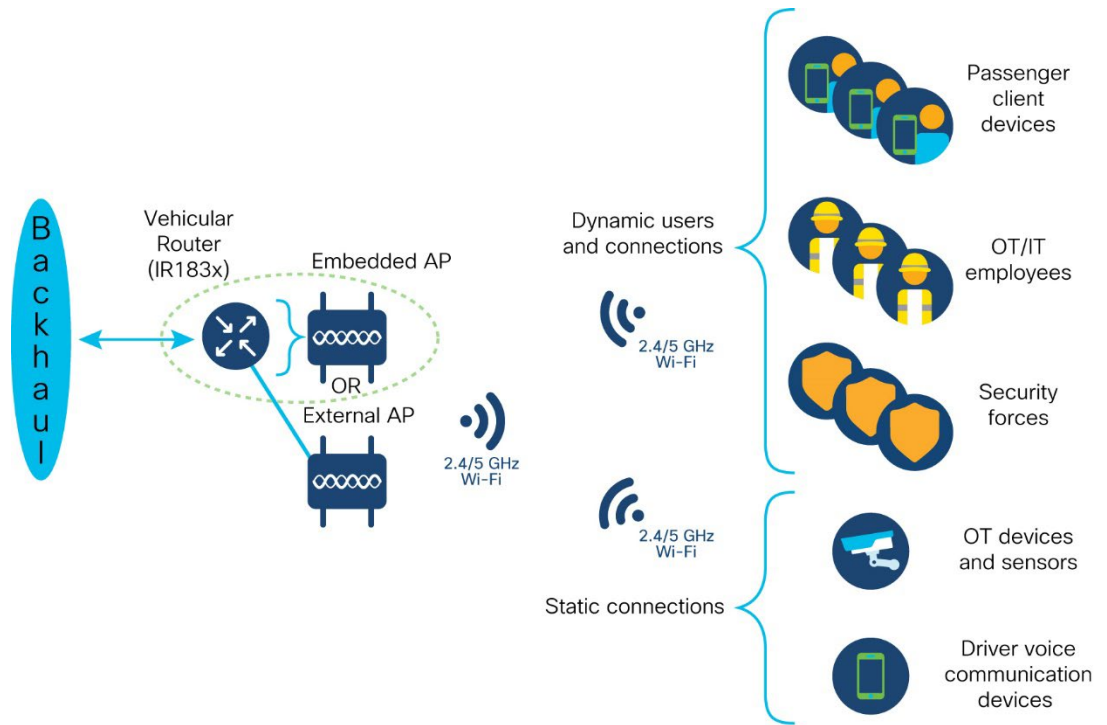 Backhaul
Vehicular
Router
(IR183x)
Embedded AP
OR
External AP
2.4/5 GHz
Wi-Fi
Dynamic users
and connections
2.4/5 GHz
Wi-Fi
2.4/5 GHz
Wi-Fi
Static connections
Passenger
client
devices
OT/IT
employees
Security
forces
OT devices
and sensors
Driver voice
communication
devices